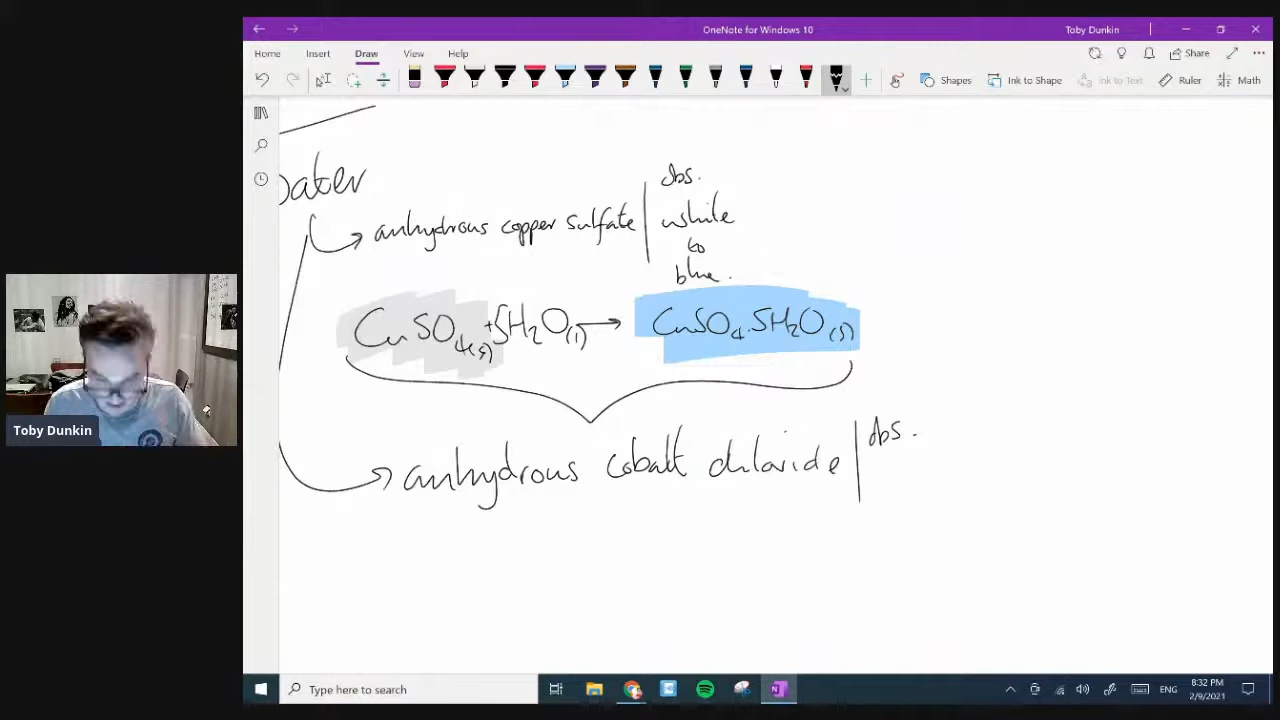 OneNote for Windows 10
Toby Dunkin
Home Insert Draw View Help
Share
Shapes
Ink to Shape
Ink to Text
Ruler
Math
ater
obs.
anhydrous copper sulfate
white
to
blue.
CuSO4(s) + 5H2O(l) → CuSO4.5H2O(s)
anhydrous cobalt chloride
obs.
Toby Dunkin
Type here to search
ENG
8:32 PM
2/9/2021